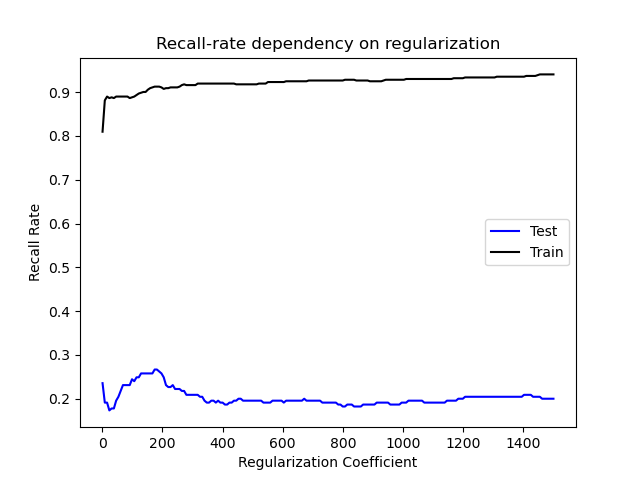 Recall-rate dependency on regularization
Recall Rate
0.9
0.8
0.7
0.6
0.5
0.4
0.3
0.2
Test
Train
0 200 400 600 800 1000 1200 1400
Regularization Coefficient